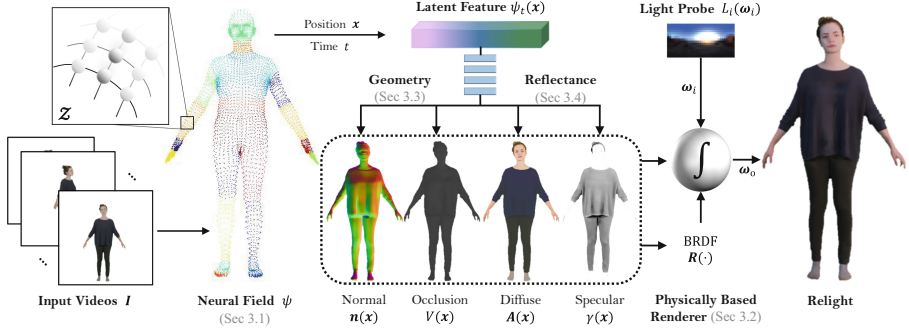 𝒵
Input Videos I
Neural Field ψ
(Sec 3.1)
Position x
Time t
Latent Feature ψₜ(x)
Geometry
(Sec 3.3)
Reflectance
(Sec 3.4)
Normal
n(x)
Occlusion
V(x)
Diffuse
A(x)
Specular
γ(x)
Light Probe Lᵢ(ωᵢ)
ωᵢ
∫
ωₒ
BRDF
R(·)
Physically Based
Renderer (Sec 3.2)
Relight